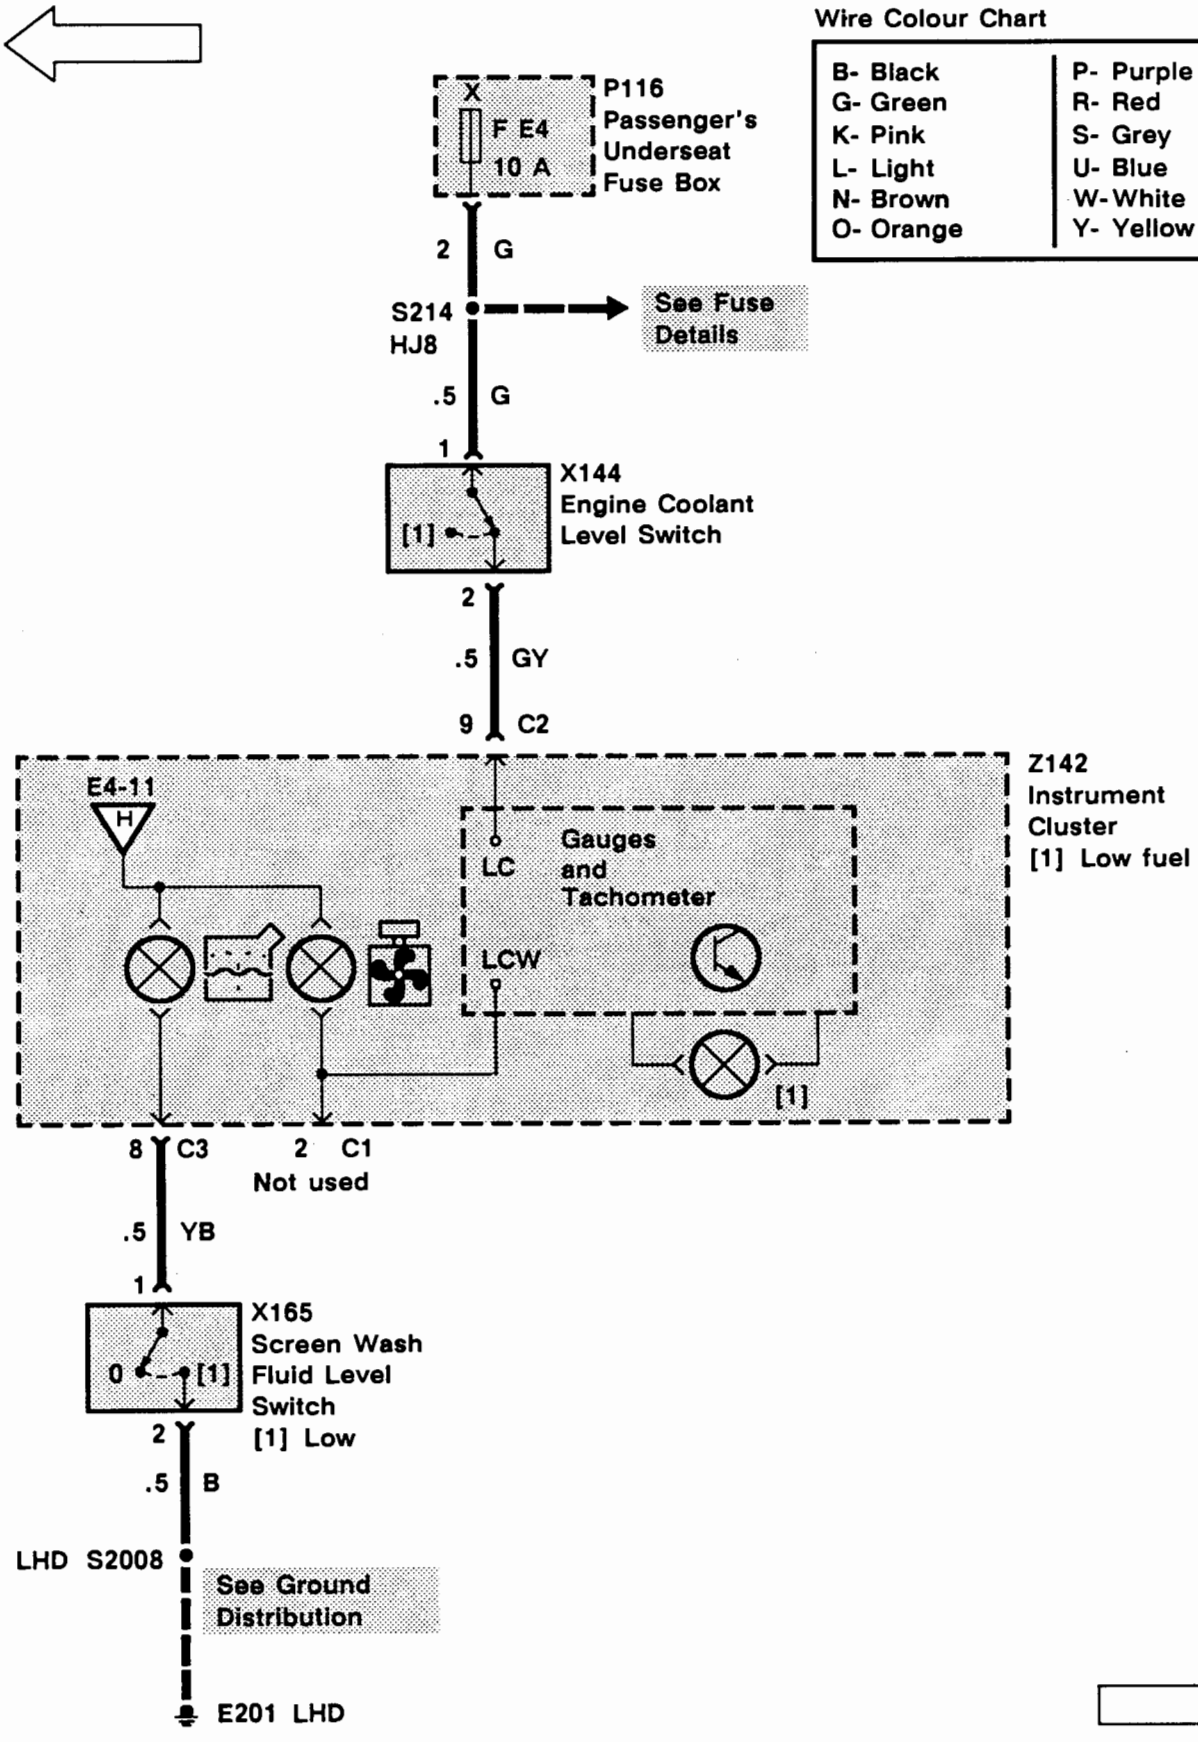 Wire Colour Chart
B- Black
G- Green
K- Pink
L- Light
N- Brown
O- Orange
P- Purple
R- Red
S- Grey
U- Blue
W- White
Y- Yellow
X
F E4
10 A
P116
Passenger's
Underseat
Fuse Box
2 G
S214
HJ8
See Fuse
Details
.5 G
1
X144
Engine Coolant
Level Switch
[1]
2
.5 GY
9 C2
Z142
Instrument
Cluster
[1] Low fuel
E4-11
H
LC
Gauges
and
Tachometer
LCW
[1]
8 C3
2 C1
Not used
.5 YB
1
X165
Screen Wash
Fluid Level
Switch
[1] Low
0 [1]
2
.5 B
LHD S2008
See Ground
Distribution
E201 LHD